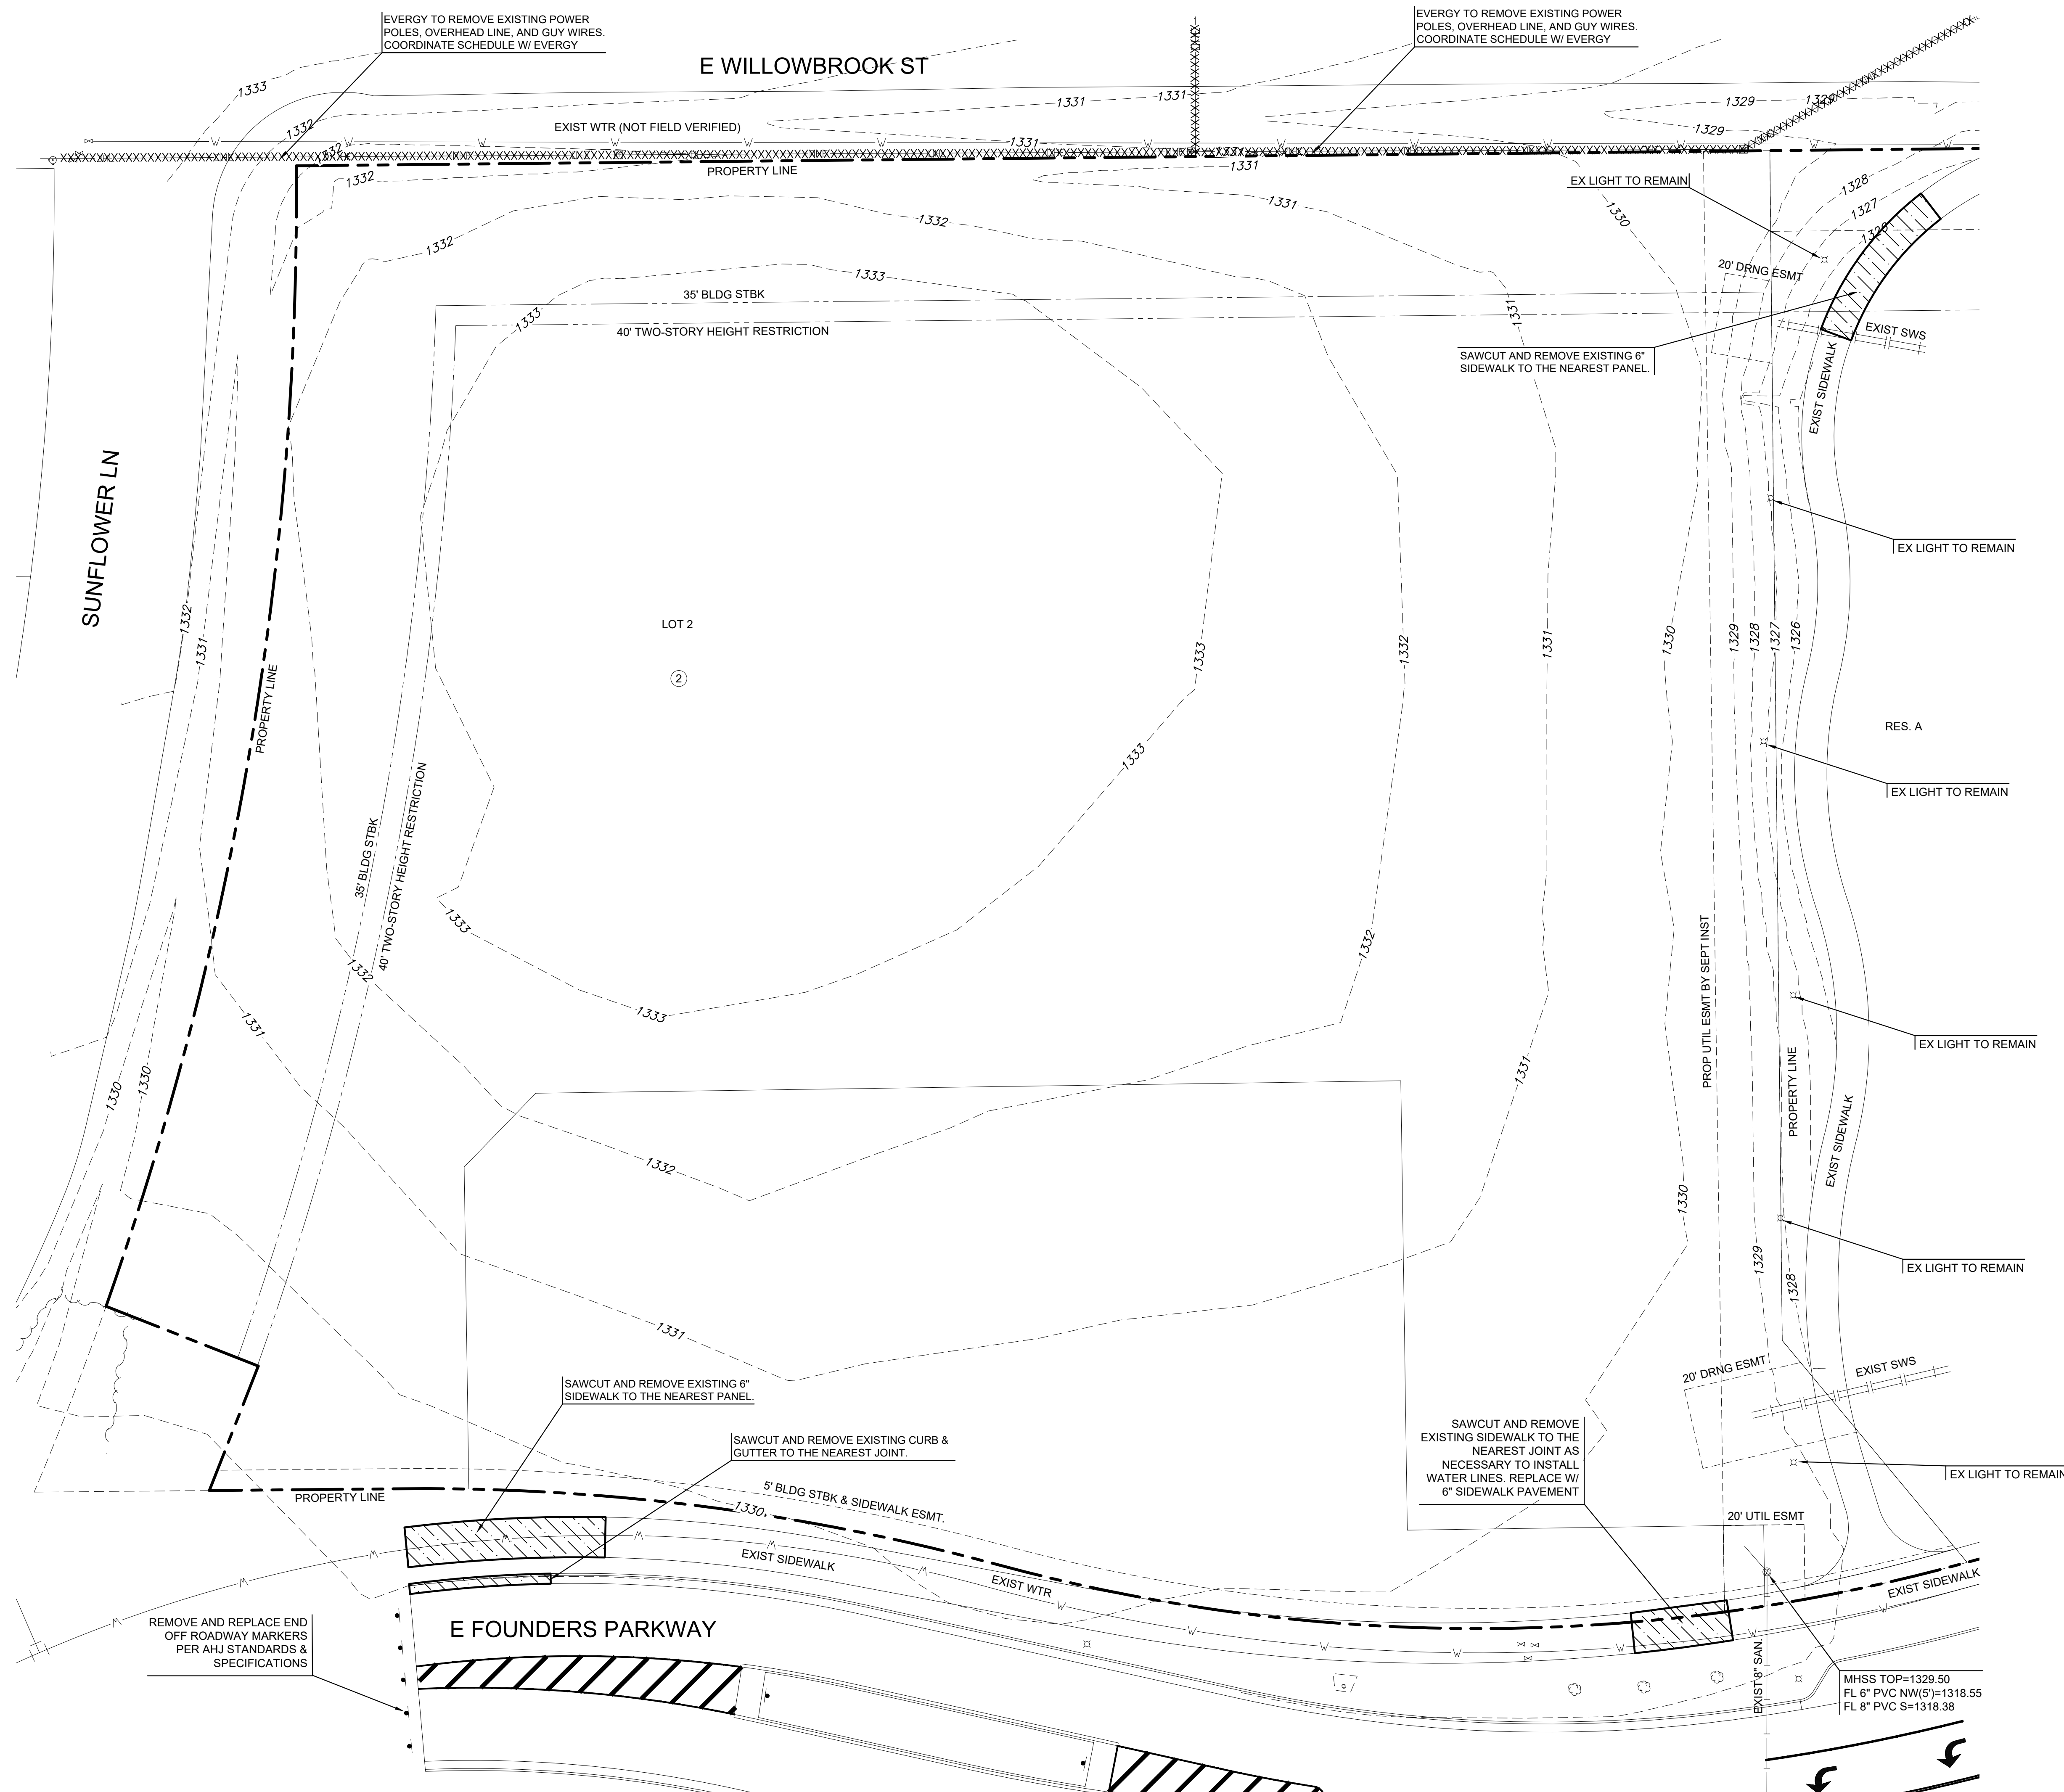 EVERGY TO REMOVE EXISTING POWER
POLES, OVERHEAD LINE, AND GUY WIRES.
COORDINATE SCHEDULE W/ EVERGY
EVERGY TO REMOVE EXISTING POWER
POLES, OVERHEAD LINE, AND GUY WIRES.
COORDINATE SCHEDULE W/ EVERGY
E WILLOWBROOK ST
1333
1331
1331
1329
1329
1332
EXIST WTR (NOT FIELD VERIFIED)
1329
1331
1332
1331
1331
PROPERTY LINE
1332
EX LIGHT TO REMAIN
1328
1331
1327
1330
1332
1326
1332
20' DRNG ESMT
1333
35' BLDG STBK
1331
1333
40' TWO-STORY HEIGHT RESTRICTION
EXIST SWS
SAWCUT AND REMOVE EXISTING 6"
SIDEWALK TO THE NEAREST PANEL.
EXIST SIDEWALK
SUNFLOWER LN
EX LIGHT TO REMAIN
1332
1331
LOT 2
2
1333
1332
1331
1330
1329
1328
1327
1326
PROPERTY LINE
RES. A
1333
EX LIGHT TO REMAIN
35' BLDG STBK
40' TWO-STORY HEIGHT RESTRICTION
1333
1332
1332
PROP UTIL ESMT BY SEPT INST
1333
1331
EX LIGHT TO REMAIN
1330
1330
1331
PROPERTY LINE
EXIST SIDEWALK
1332
1330
1329
1328
EX LIGHT TO REMAIN
1331
20' DRNG ESMT
EXIST SWS
SAWCUT AND REMOVE EXISTING 6"
SIDEWALK TO THE NEAREST PANEL.
SAWCUT AND REMOVE EXISTING CURB &
GUTTER TO THE NEAREST JOINT.
SAWCUT AND REMOVE
EXISTING SIDEWALK TO THE
NEAREST JOINT AS
NECESSARY TO INSTALL
WATER LINES. REPLACE W/
6" SIDEWALK PAVEMENT
EX LIGHT TO REMAIN
PROPERTY LINE
1330
5' BLDG STBK & SIDEWALK ESMT.
20' UTIL ESMT
EXIST SIDEWALK
EXIST WTR
EXIST SIDEWALK
REMOVE AND REPLACE END
OFF ROADWAY MARKERS
PER AHJ STANDARDS &
SPECIFICATIONS
E FOUNDERS PARKWAY
EXIST 8" SAN.
MHSS TOP=1329.50
FL 6" PVC NW(5')=1318.55
FL 8" PVC S=1318.38